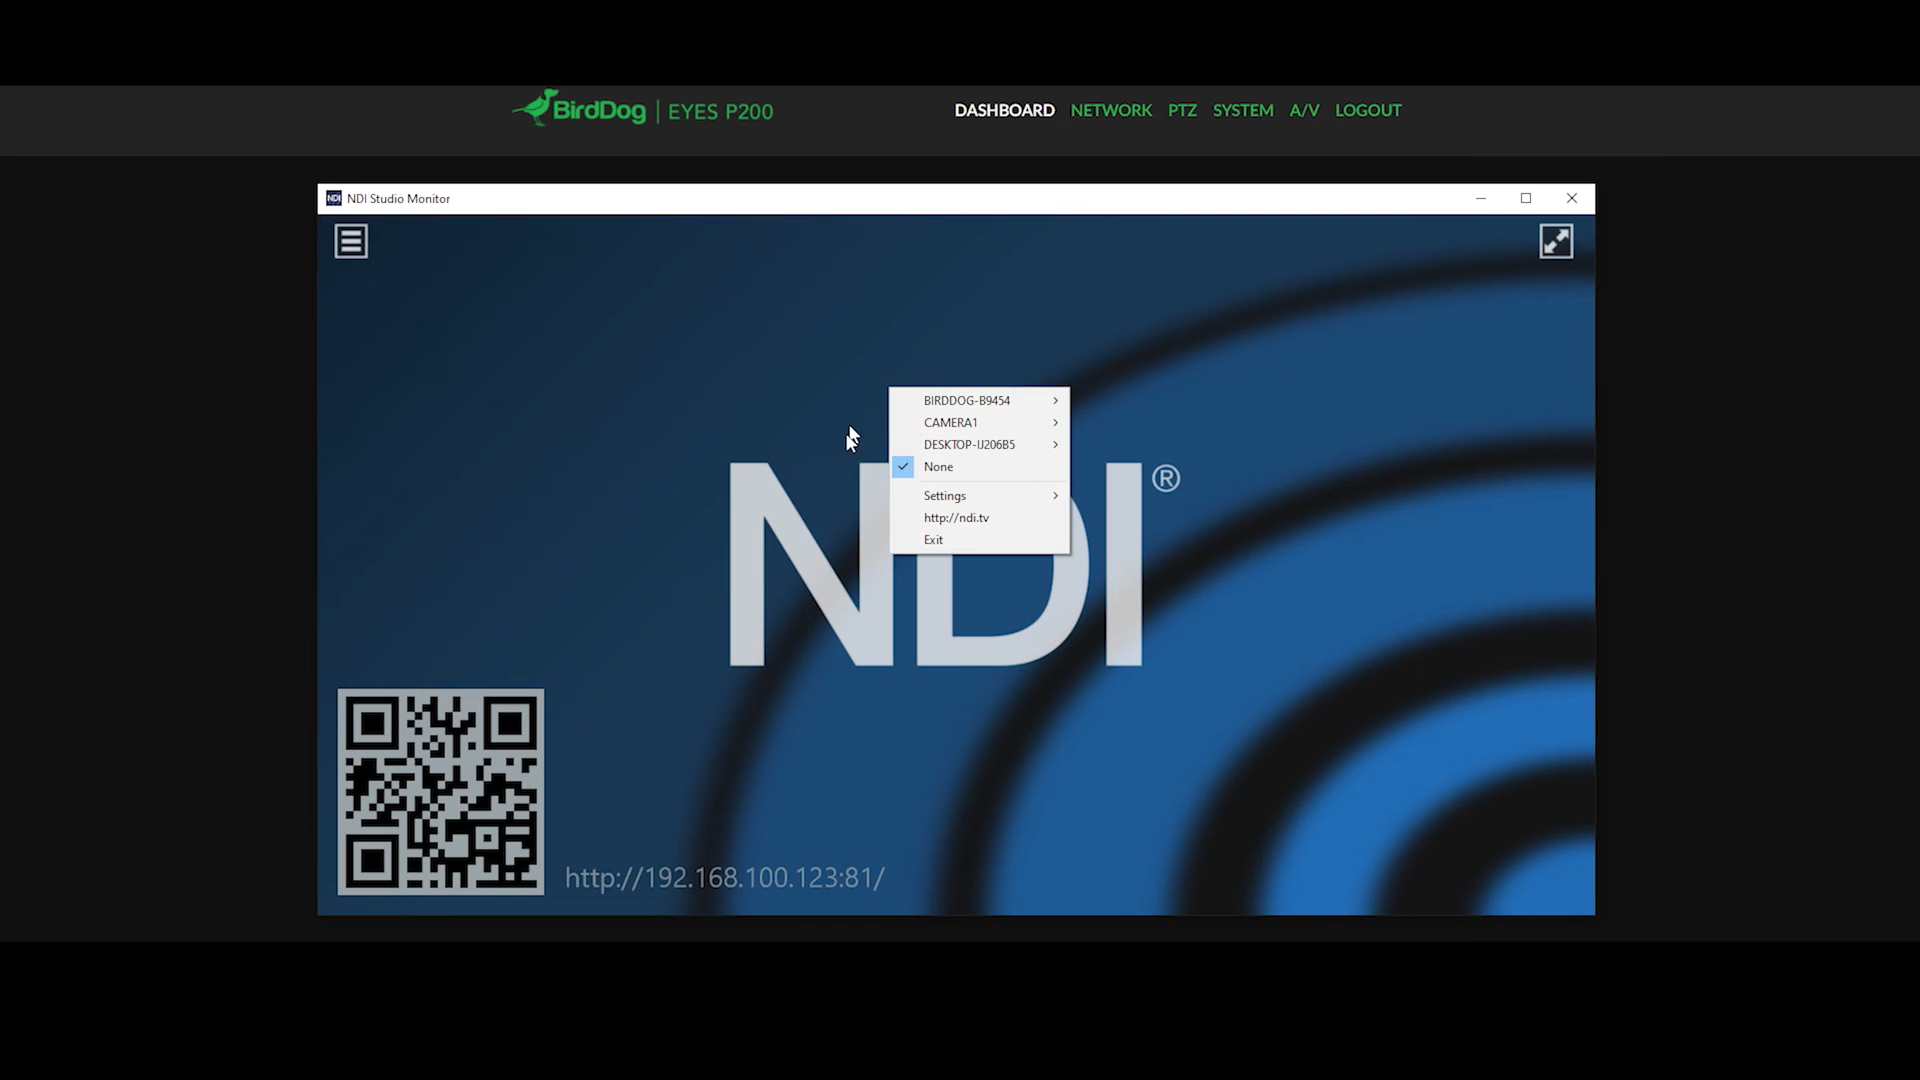 BirdDog | EYES P200
DASHBOARD NETWORK PTZ SYSTEM A/V LOGOUT
NDI NDI Studio Monitor
BIRDDOG-B9454
CAMERA1
DESKTOP-IJ206B5
None
Settings
http://ndi.tv
Exit
NDI®
http://192.168.100.123:81/